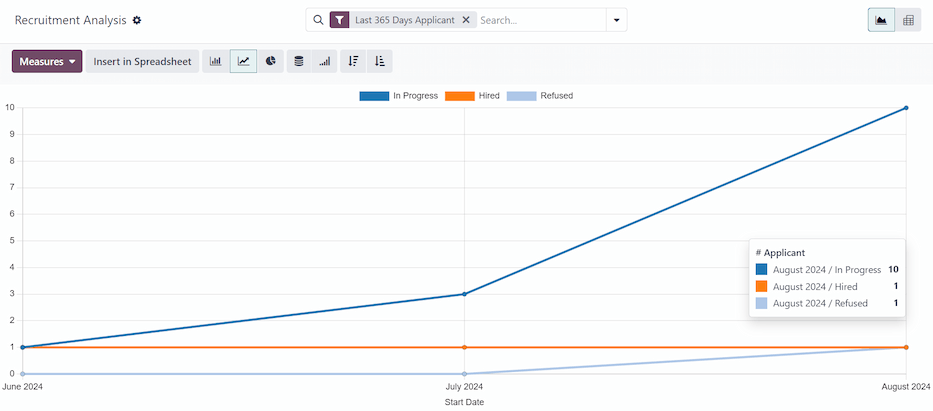 Recruitment Analysis
Last 365 Days Applicant
Search...
Measures
Insert in Spreadsheet
In Progress
Hired
Refused
10
9
8
7
6
5
4
3
2
1
0
# Applicant
August 2024 / In Progress 10
August 2024 / Hired 1
August 2024 / Refused 1
June 2024
July 2024
August 2024
Start Date